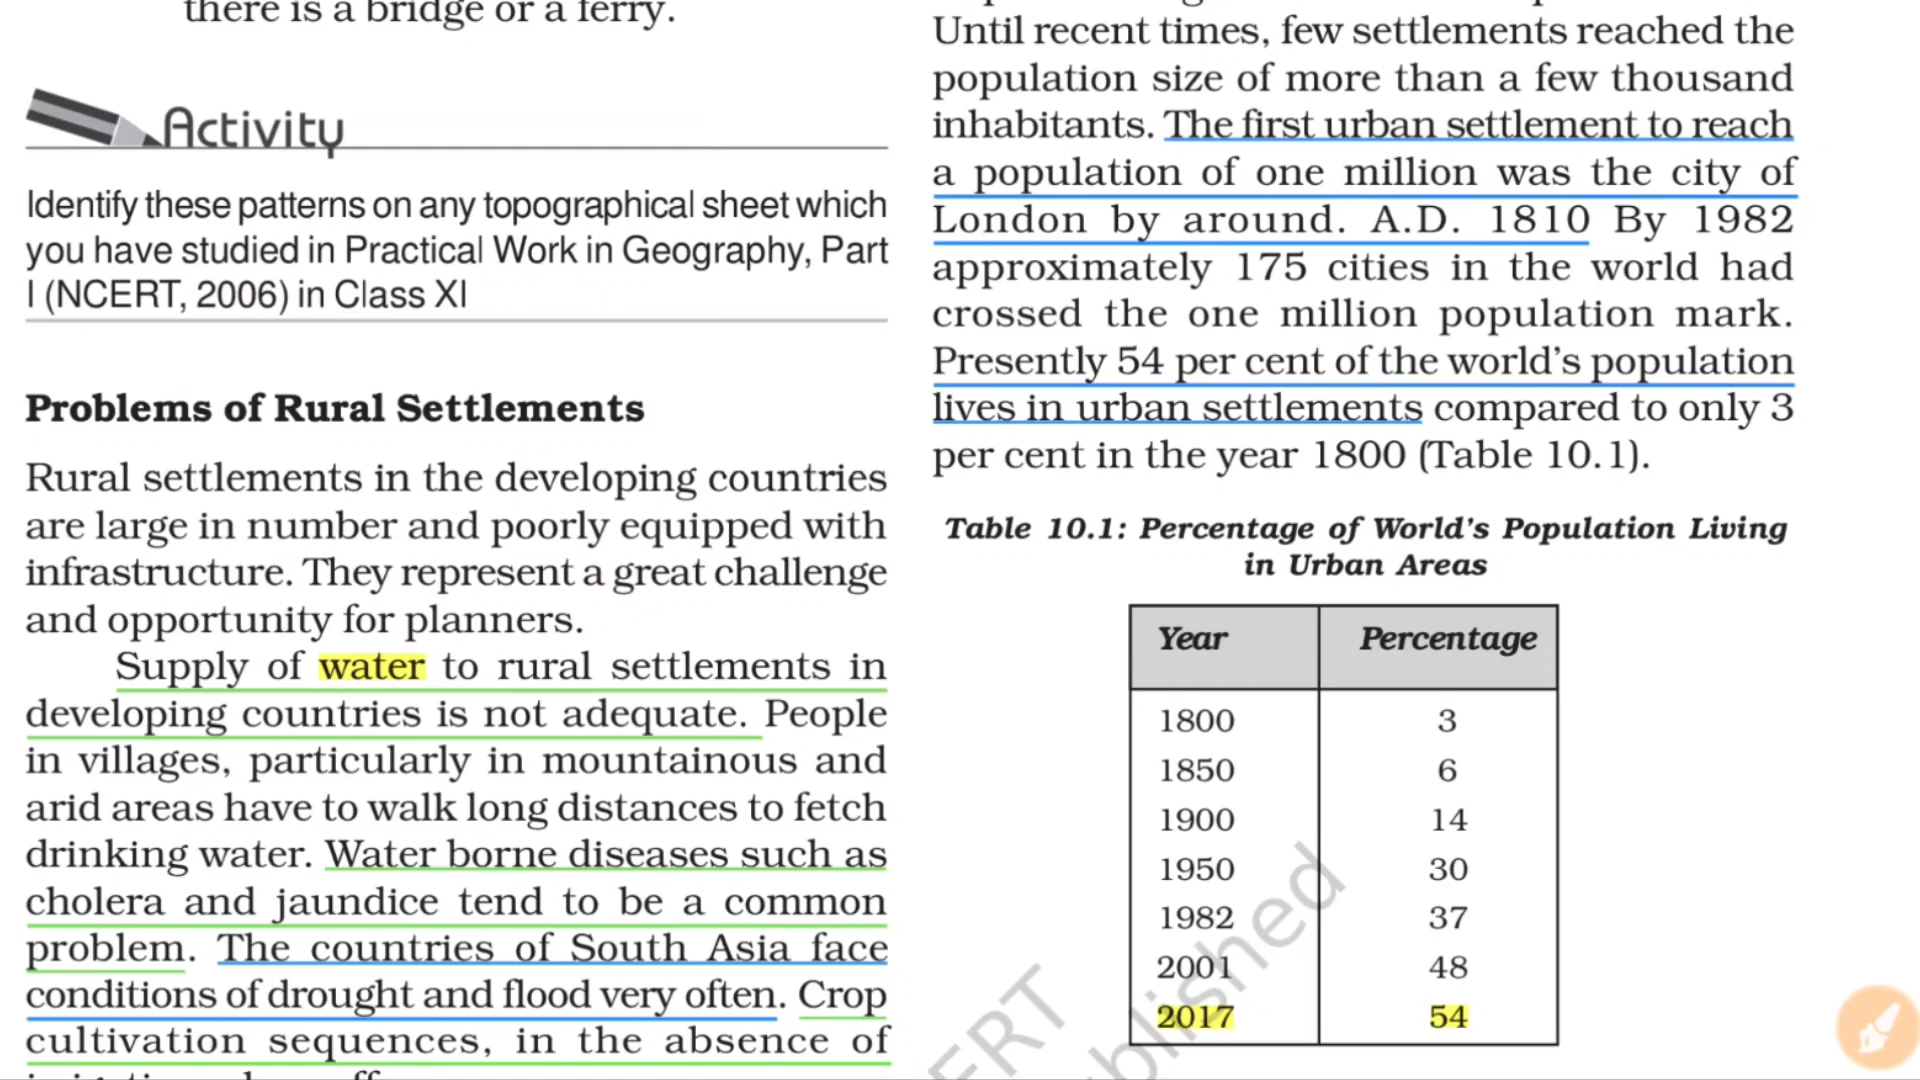 there is a bridge or a ferry.
Activity
Identify these patterns on any topographical sheet which
you have studied in Practical Work in Geography, Part
I (NCERT, 2006) in Class XI
Problems of Rural Settlements
Rural settlements in the developing countries
are large in number and poorly equipped with
infrastructure. They represent a great challenge
and opportunity for planners.
Supply of water to rural settlements in
developing countries is not adequate. People
in villages, particularly in mountainous and
arid areas have to walk long distances to fetch
drinking water. Water borne diseases such as
cholera and jaundice tend to be a common
problem. The countries of South Asia face
conditions of drought and flood very often. Crop
cultivation sequences, in the absence of
Until recent times, few settlements reached the
population size of more than a few thousand
inhabitants. The first urban settlement to reach
a population of one million was the city of
London by around. A.D. 1810 By 1982
approximately 175 cities in the world had
crossed the one million population mark.
Presently 54 per cent of the world's population
lives in urban settlements compared to only 3
per cent in the year 1800 (Table 10.1).
Table 10.1: Percentage of World's Population Living
in Urban Areas
Year Percentage
1800 3
1850 6
1900 14
1950 30
1982 37
2001 48
2017 54